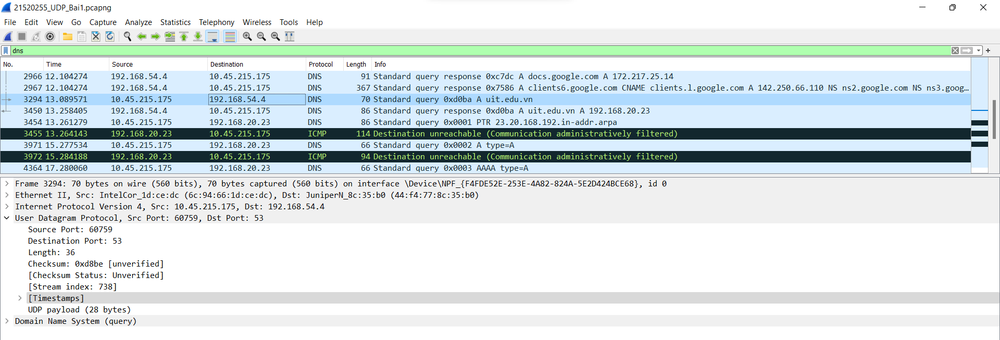 21520255_UDP_Bai1.pcapng
File Edit View Go Capture Analyze Statistics Telephony Wireless Tools Help
dns
No. Time Source Destination Protocol Length Info
2966 12.104274 192.168.54.4 10.45.215.175 DNS 91 Standard query response 0xc7dc A docs.google.com A 172.217.25.14
2967 12.104274 192.168.54.4 10.45.215.175 DNS 367 Standard query response 0x7586 A clients6.google.com CNAME clients.l.google.com A 142.250.66.110 NS ns2.google.com NS ns3.goog…
3294 13.089571 10.45.215.175 192.168.54.4 DNS 70 Standard query 0xd0ba A uit.edu.vn
3450 13.258405 192.168.54.4 10.45.215.175 DNS 86 Standard query response 0xd0ba A uit.edu.vn A 192.168.20.23
3454 13.261279 10.45.215.175 192.168.20.23 DNS 86 Standard query 0x0001 PTR 23.20.168.192.in-addr.arpa
3455 13.264143 192.168.20.23 10.45.215.175 ICMP 114 Destination unreachable (Communication administratively filtered)
3971 15.277534 10.45.215.175 192.168.20.23 DNS 66 Standard query 0x0002 A type=A
3972 15.284188 192.168.20.23 10.45.215.175 ICMP 94 Destination unreachable (Communication administratively filtered)
4364 17.280060 10.45.215.175 192.168.20.23 DNS 66 Standard query 0x0003 AAAA type=A
Frame 3294: 70 bytes on wire (560 bits), 70 bytes captured (560 bits) on interface \Device\NPF_{F4FDE52E-253E-4A82-824A-5E2D424BCE68}, id 0
Ethernet II, Src: IntelCor_1d:ce:dc (6c:94:66:1d:ce:dc), Dst: JuniperN_8c:35:b0 (44:f4:77:8c:35:b0)
Internet Protocol Version 4, Src: 10.45.215.175, Dst: 192.168.54.4
User Datagram Protocol, Src Port: 60759, Dst Port: 53
Source Port: 60759
Destination Port: 53
Length: 36
Checksum: 0xd8be [unverified]
[Checksum Status: Unverified]
[Stream index: 738]
[Timestamps]
UDP payload (28 bytes)
Domain Name System (query)